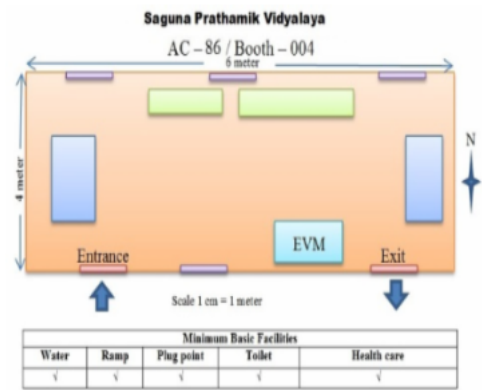 Saguna Prathamik Vidyalaya
AC – 86 / Booth – 004
6 meter
4 meter
N
EVM
Entrance
Exit
Scale 1 cm = 1 meter
Minimum Basic Facilities
Water Ramp Plug point Toilet Health care
√ √ √ √ √